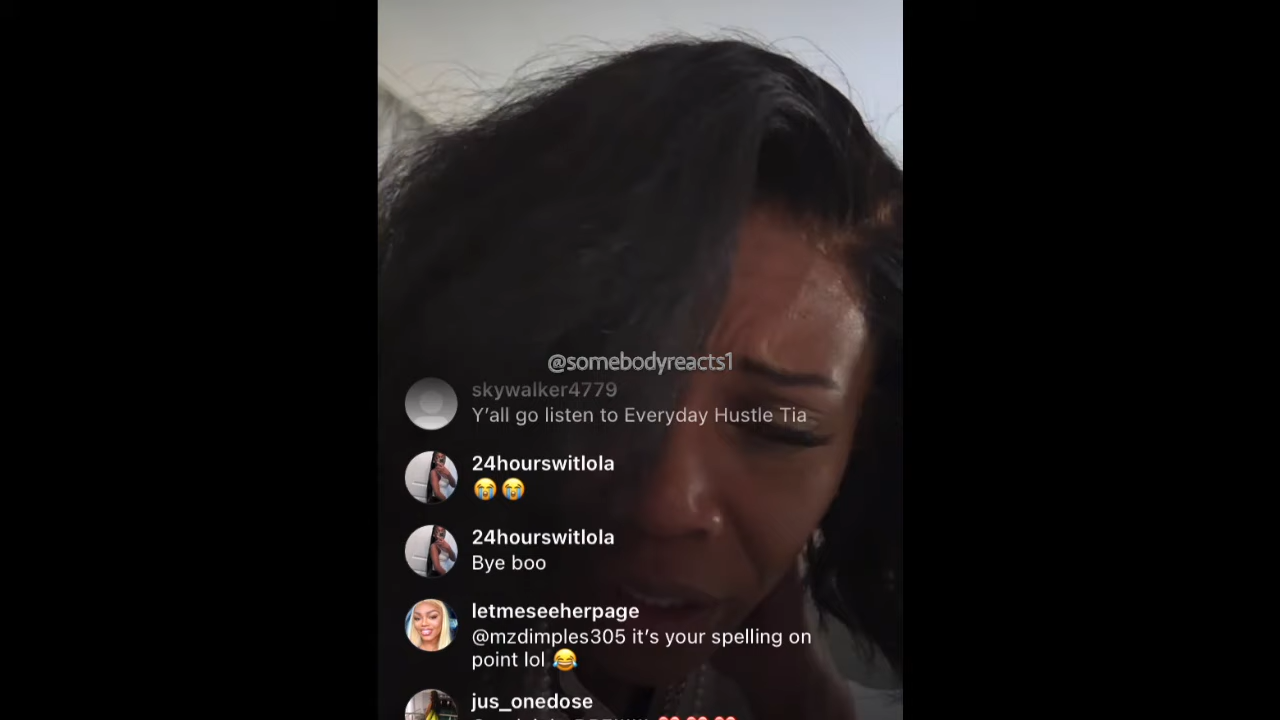 @somebodyreacts1
skywalker4779
Y’all go listen to Everyday Hustle Tia
24hourswitlola
😭😭
24hourswitlola
Bye boo
letmeseeherpage
@mzdimples305 it’s your spelling on
point lol 😂
jus_onedose